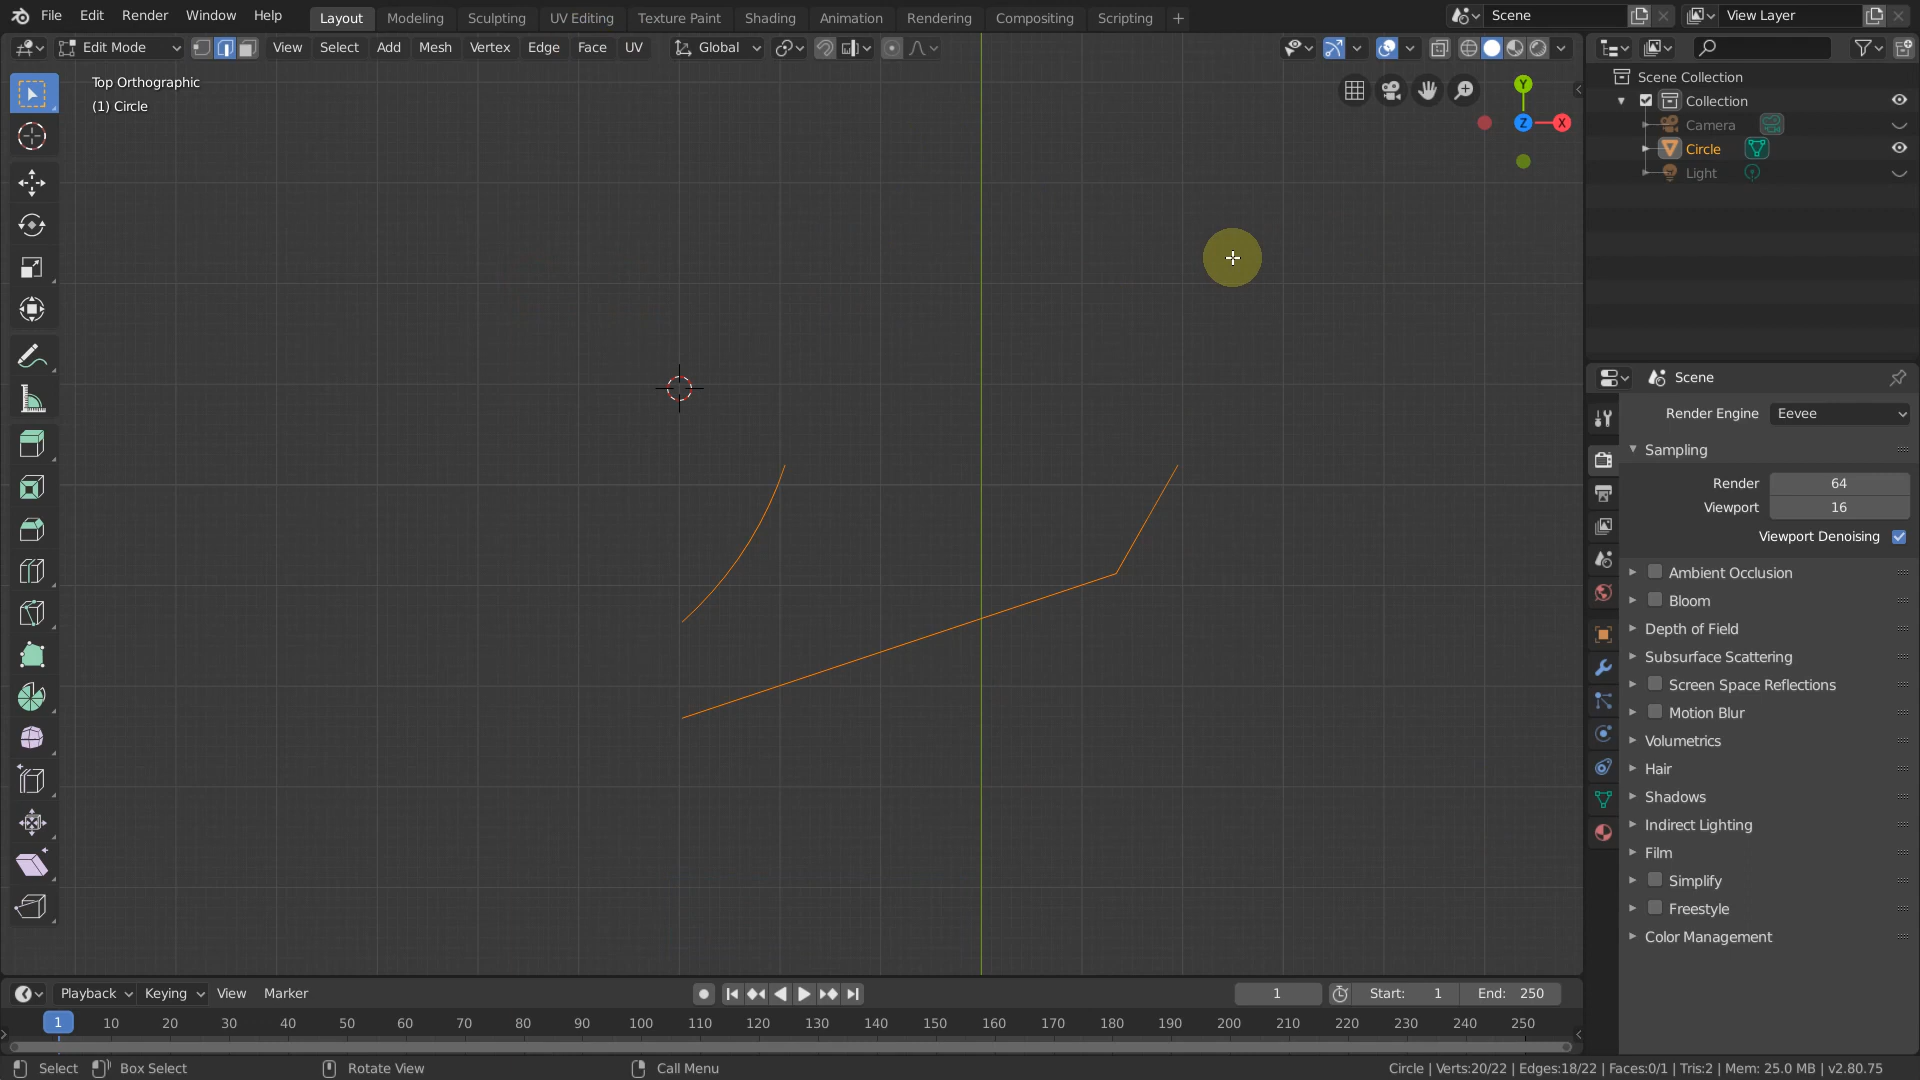 File Edit Render Window Help Layout Modeling Sculpting UV Editing Texture Paint Shading Animation Rendering Compositing Scripting + Scene View Layer
Edit Mode View Select Add Mesh Vertex Edge Face UV Global
Top Orthographic
(1) Circle
Y
Z
X
Scene Collection
Collection
Camera
Circle
Light
Scene
Render Engine Eevee
Sampling
Render 64
Viewport 16
Viewport Denoising
Ambient Occlusion
Bloom
Depth of Field
Subsurface Scattering
Screen Space Reflections
Motion Blur
Volumetrics
Hair
Shadows
Indirect Lighting
Film
Simplify
Freestyle
Color Management
Playback Keying View Marker 1 Start: 1 End: 250
1 10 20 30 40 50 60 70 80 90 100 110 120 130 140 150 160 170 180 190 200 210 220 230 240 250
Select Box Select Rotate View Call Menu Circle | Verts:20/22 | Edges:18/22 | Faces:0/1 | Tris:2 | Mem: 25.0 MB | v2.80.75